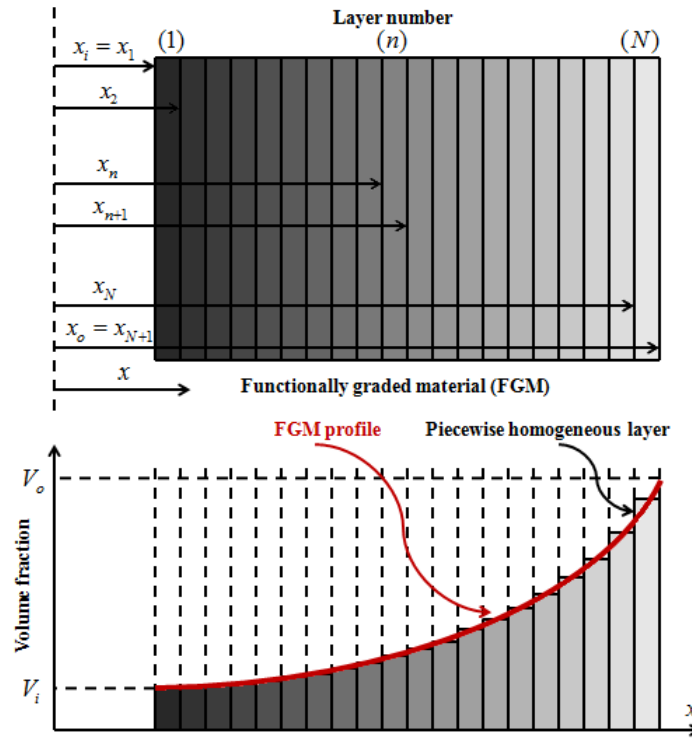 Layer number
(1) (n) (N)
x_i = x_1
x_2
x_n
x_{n+1}
x_N
x_o = x_{N+1}
x
Functionally graded material (FGM)
FGM profile
Piecewise homogeneous layer
V_o
Volume fraction
V_i
x